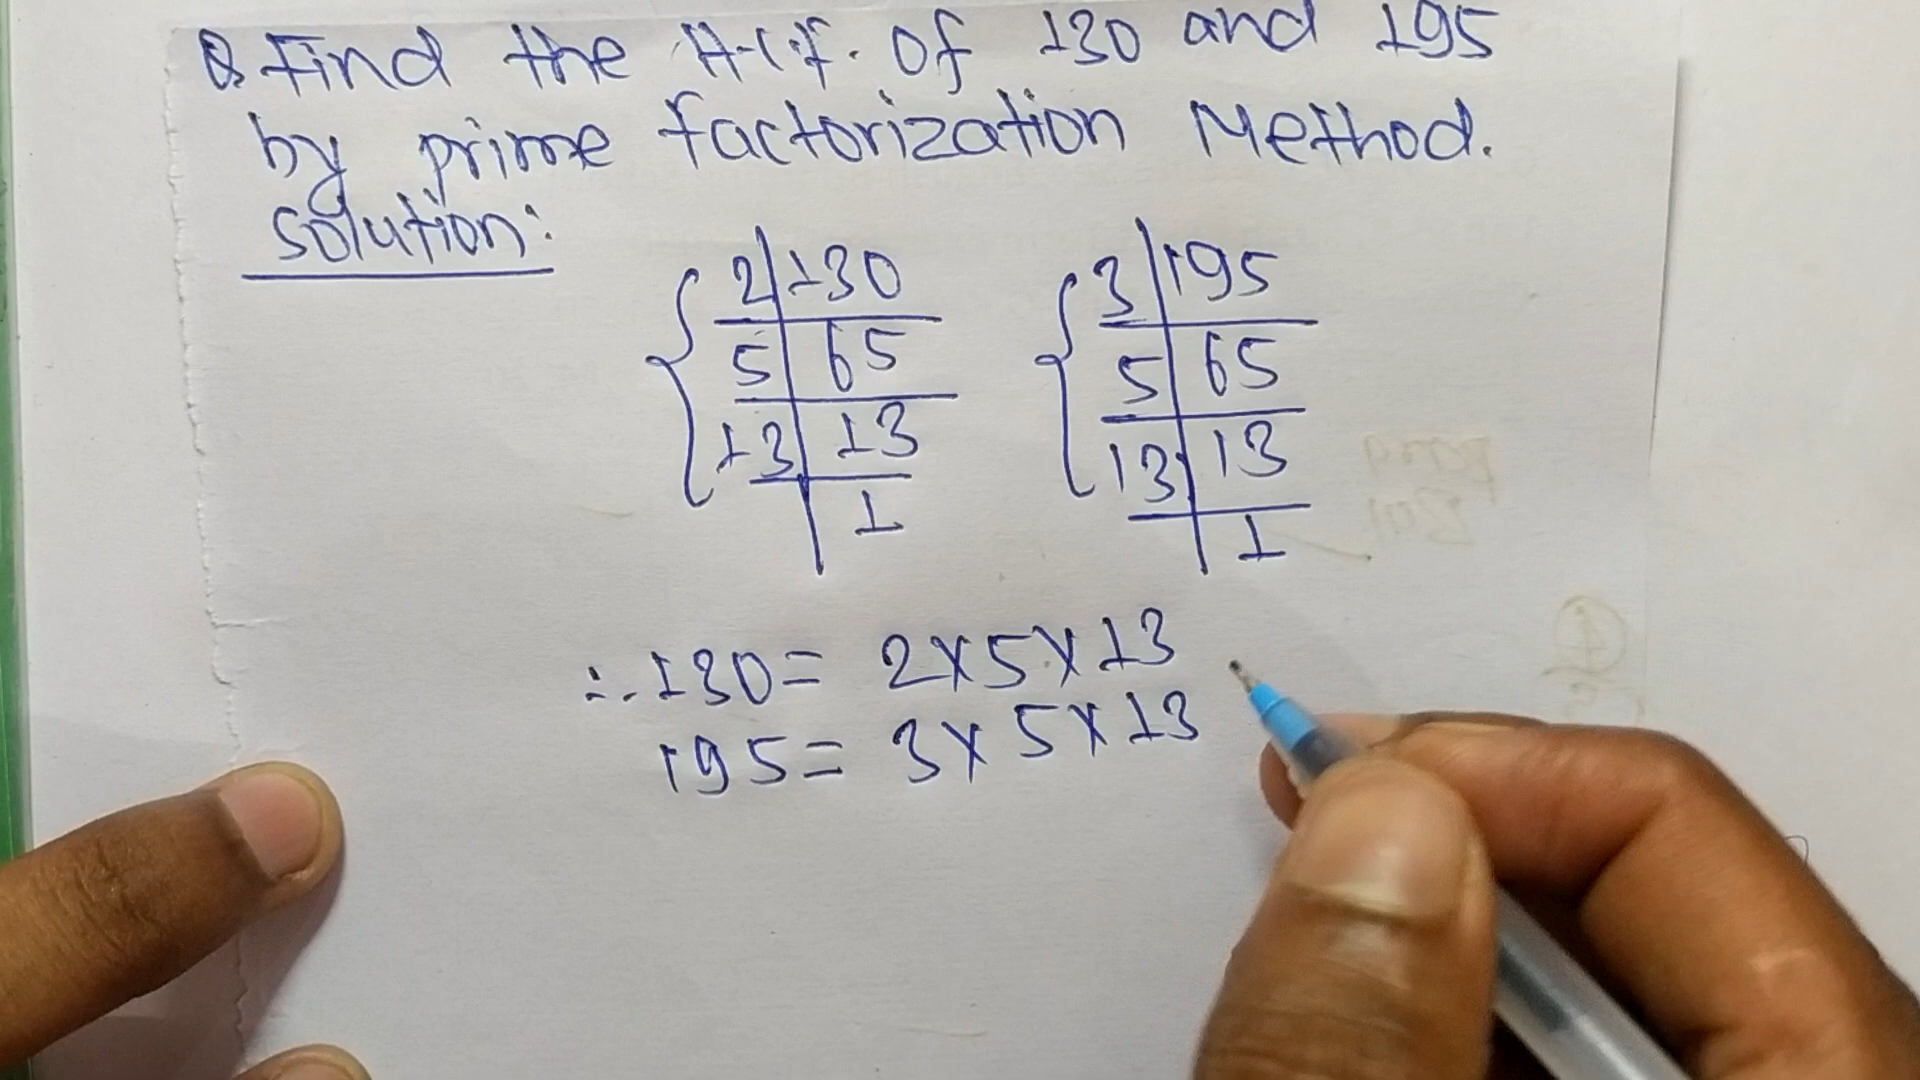 Q. Find the H.C.F. of 130 and 195
by prime factorization Method.
solution:
2 130
5 65
13 13
1
3 195
5 65
13 13
1
∴ 130 = 2 × 5 × 13
195 = 3 × 5 × 13